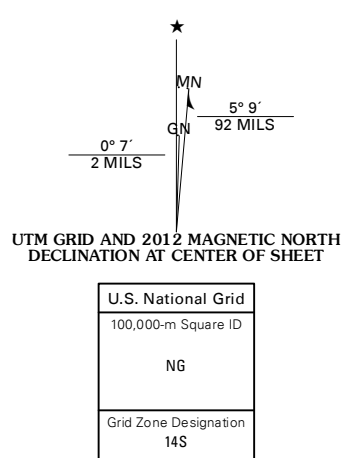 ★
MN
5° 9´
92 MILS
GN
0° 7´
2 MILS
UTM GRID AND 2012 MAGNETIC NORTH
DECLINATION AT CENTER OF SHEET
U.S. National Grid
100,000-m Square ID
NG
Grid Zone Designation
14S